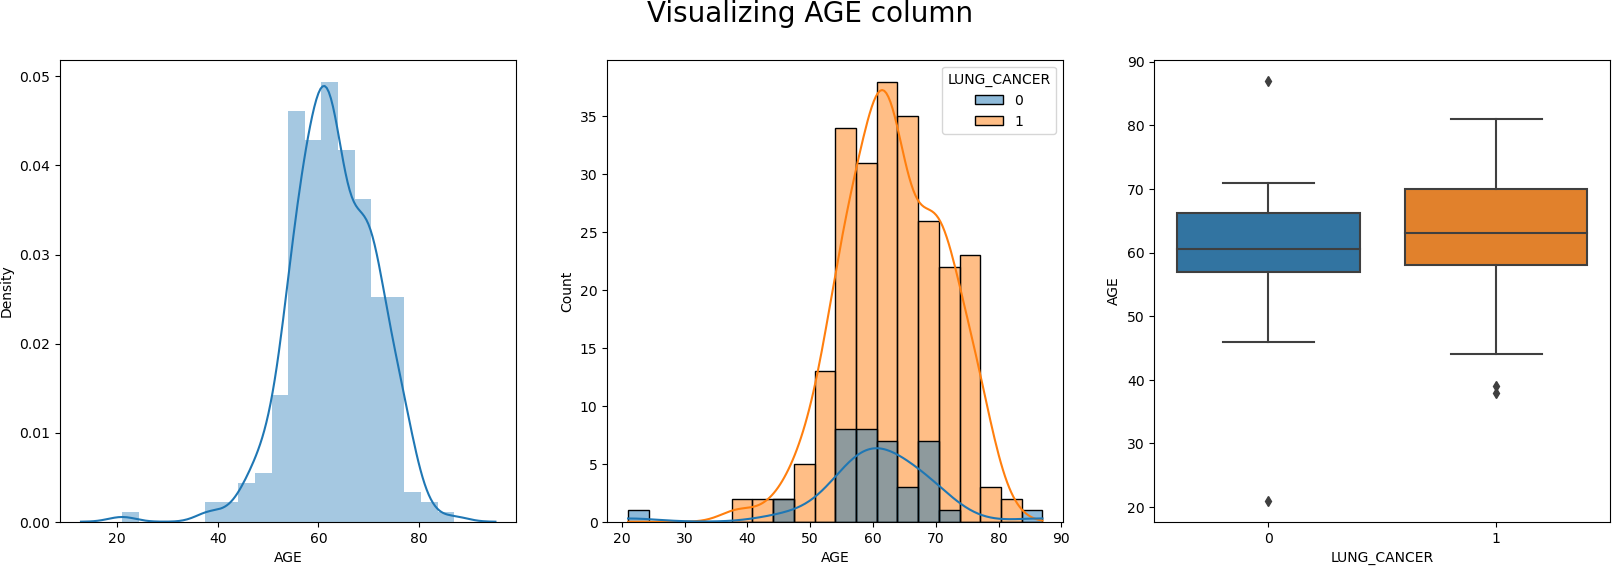 Visualizing AGE column
0.05
0.04
0.03
0.02
0.01
0.00
Density
20 40 60 80
AGE
35
30
25
20
15
10
5
0
Count
LUNG_CANCER
0
1
20 30 40 50 60 70 80 90
AGE
90
80
70
60
50
40
30
20
AGE
0 1
LUNG_CANCER